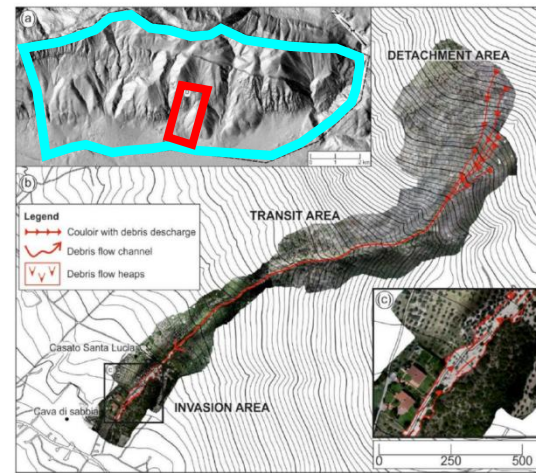 a
DETACHMENT AREA
b
TRANSIT AREA
Legend
Couloir with debris descharge
Debris flow channel
Debris flow heaps
c
Casato Santa Lucia
Cava di sabbia
INVASION AREA
0 250 500